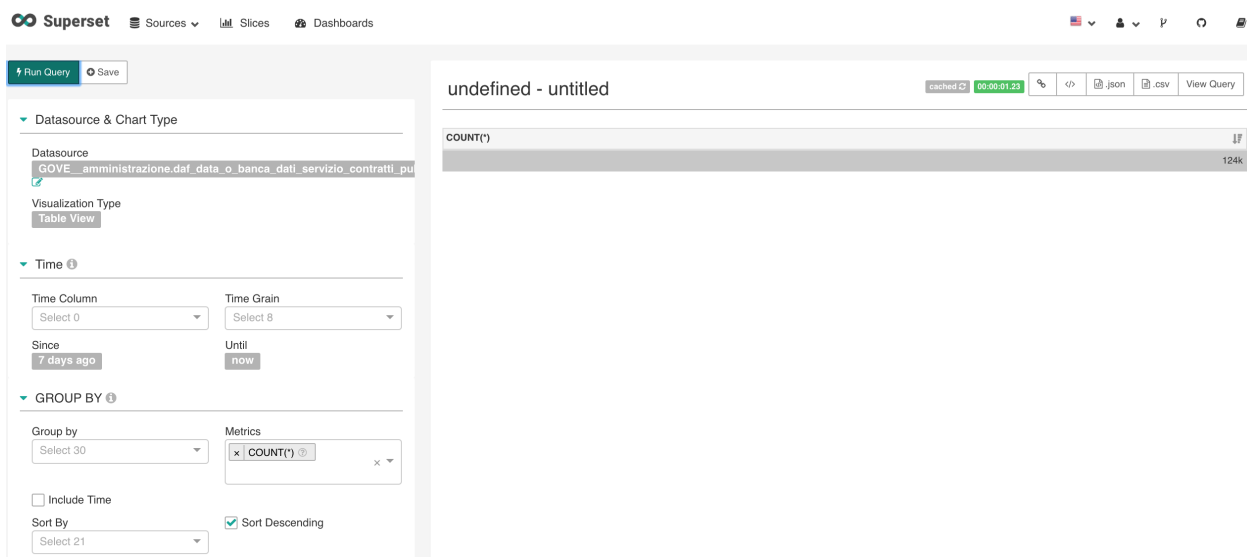 Superset Sources Slices Dashboards
Run Query Save
Datasource & Chart Type
Datasource
GOVE__amministrazione.daf_data_o_banca_dati_servizio_contratti_pu
Visualization Type
Table View
Time
Time Column Time Grain
Select 0 Select 8
Since Until
7 days ago now
GROUP BY
Group by Metrics
Select 30 × COUNT(*)
Include Time
Sort By Sort Descending
Select 21
undefined - untitled cached 00:00:01.23 </> .json .csv View Query
COUNT(*)
124k